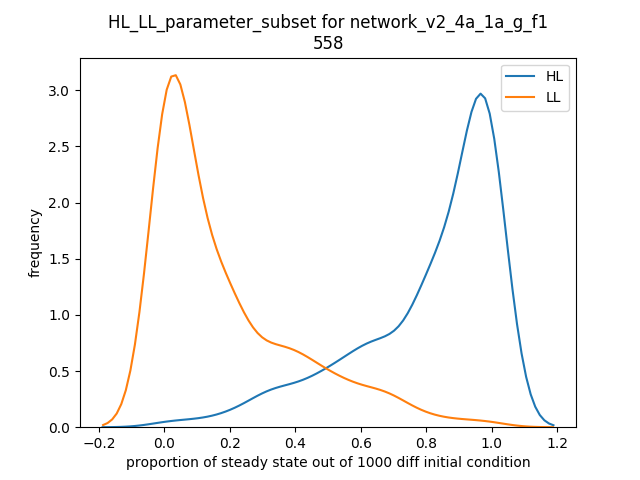 HL_LL_parameter_subset for network_v2_4a_1a_g_f1
558
HL
LL
3.0
2.5
2.0
1.5
1.0
0.5
0.0
frequency
−0.2 0.0 0.2 0.4 0.6 0.8 1.0 1.2
proportion of steady state out of 1000 diff initial condition